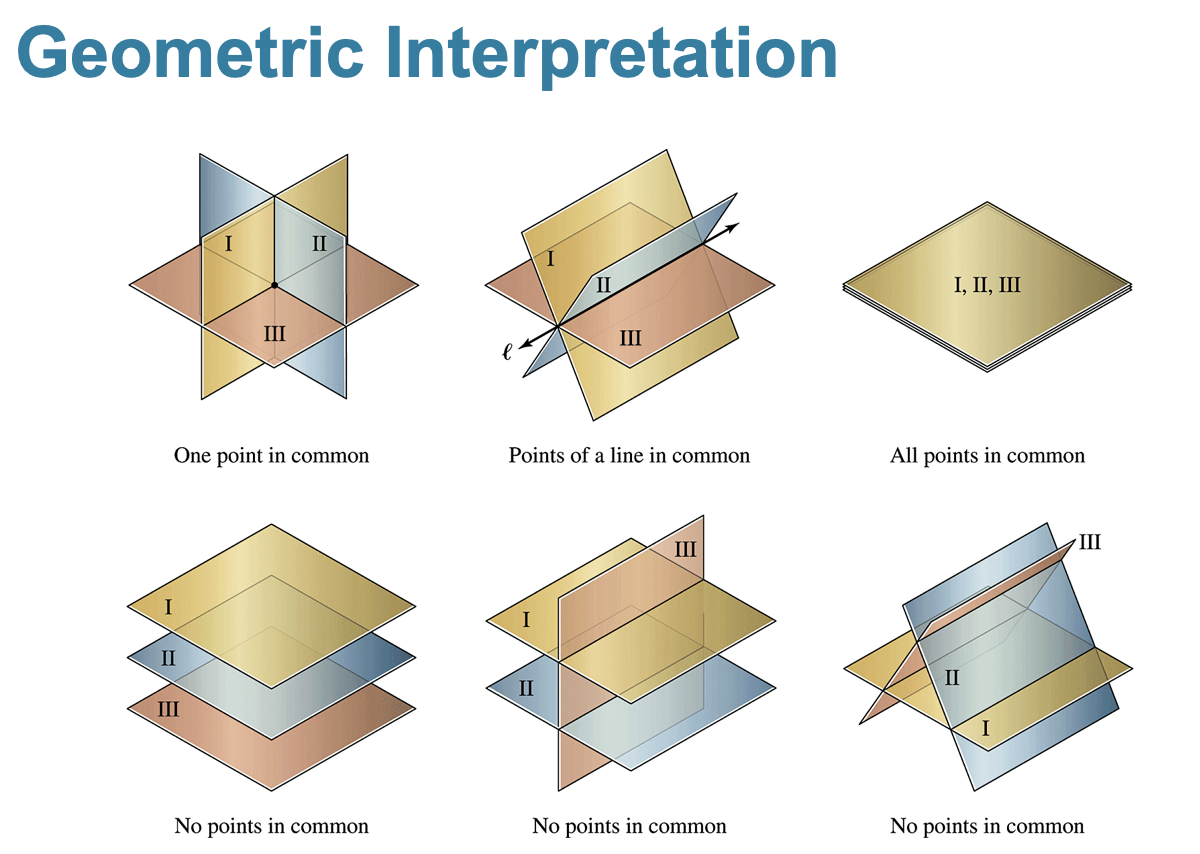 Geometric Interpretation
I
II
III
I
II
III
ℓ
I, II, III
One point in common
Points of a line in common
All points in common
I
II
III
I
II
III
III
II
I
No points in common
No points in common
No points in common